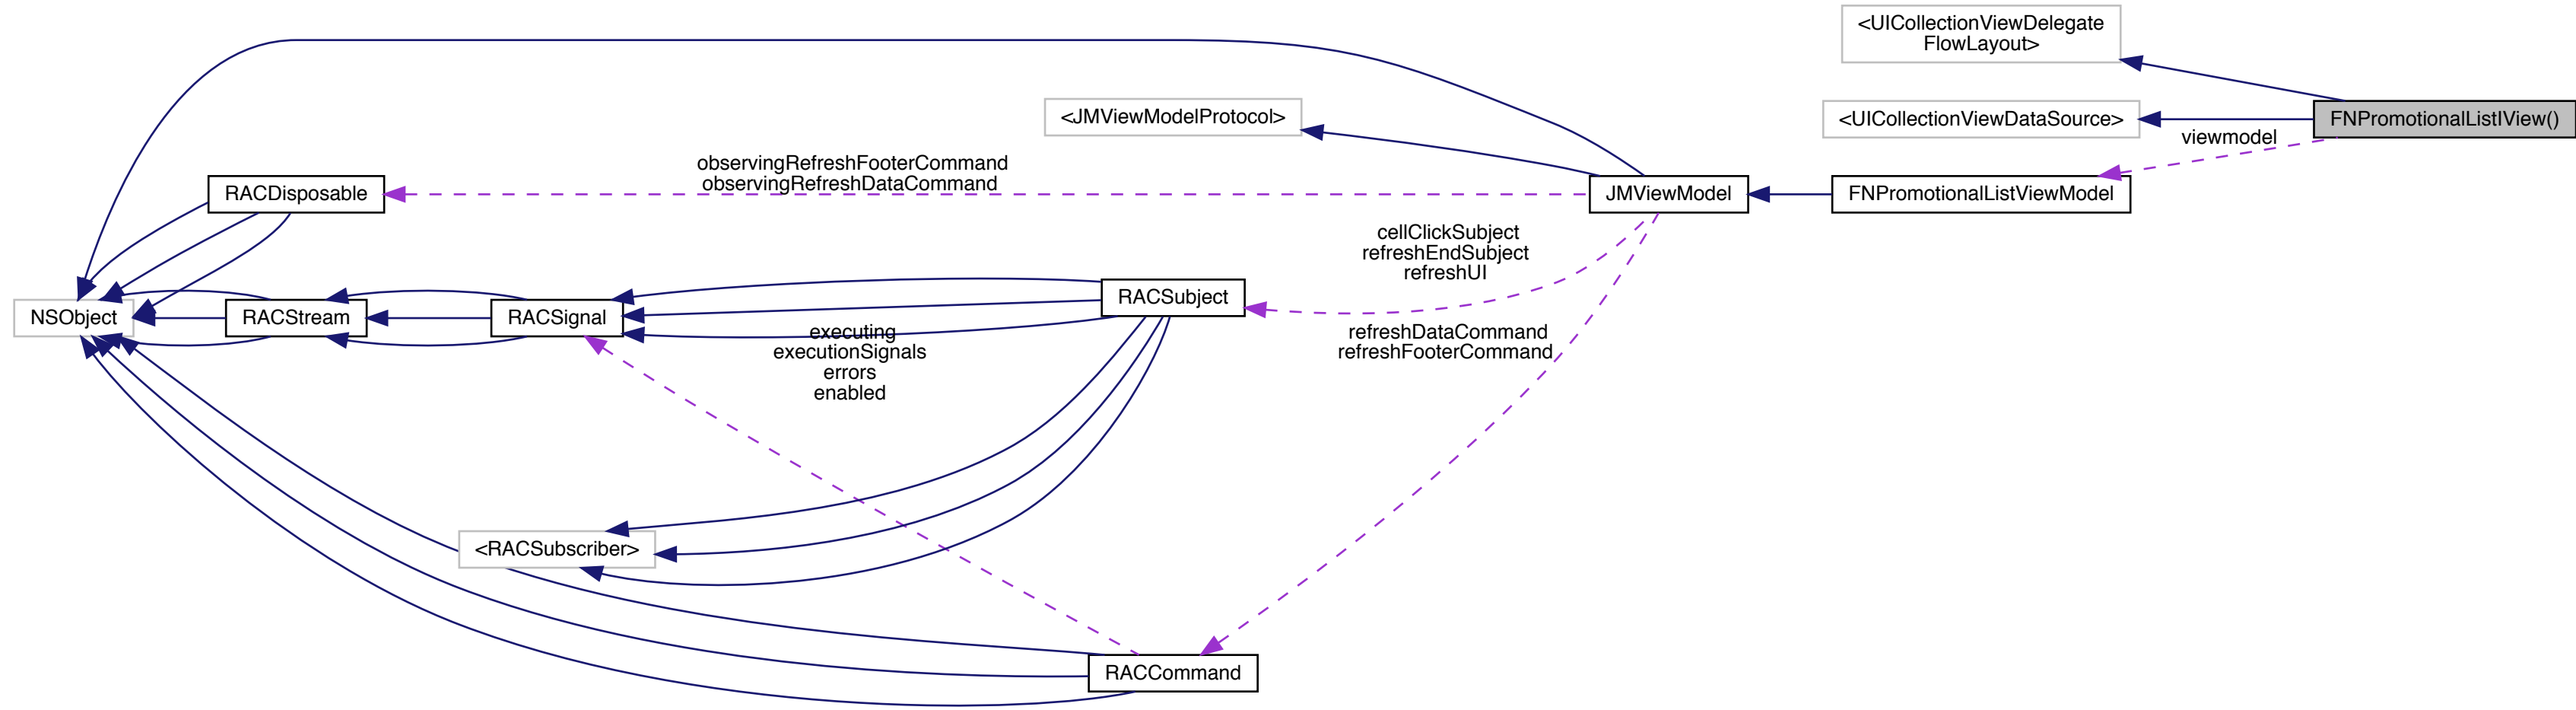 <UICollectionViewDelegate
FlowLayout>
<JMViewModelProtocol>
<UICollectionViewDataSource>
FNPromotionalListIView()
viewmodel
observingRefreshFooterCommand
observingRefreshDataCommand
RACDisposable
JMViewModel
FNPromotionalListViewModel
cellClickSubject
refreshEndSubject
refreshUI
NSObject
RACStream
RACSignal
RACSubject
executing
executionSignals
errors
enabled
refreshDataCommand
refreshFooterCommand
<RACSubscriber>
RACCommand